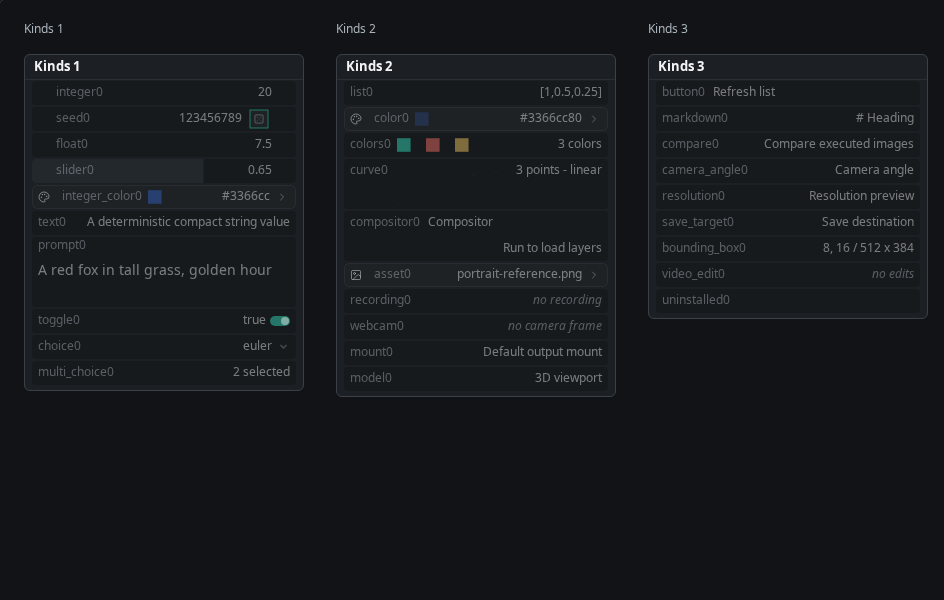 Kinds 1
Kinds 1
integer0 20
seed0 123456789
float0 7.5
slider0 0.65
integer_color0 #3366cc
text0 A deterministic compact string value
prompt0
A red fox in tall grass, golden hour
toggle0 true
choice0 euler
multi_choice0 2 selected
Kinds 2
Kinds 2
list0 [1,0.5,0.25]
color0 #3366cc80
colors0 3 colors
curve0 3 points - linear
compositor0 Compositor
Run to load layers
asset0 portrait-reference.png
recording0 no recording
webcam0 no camera frame
mount0 Default output mount
model0 3D viewport
Kinds 3
Kinds 3
button0 Refresh list
markdown0 # Heading
compare0 Compare executed images
camera_angle0 Camera angle
resolution0 Resolution preview
save_target0 Save destination
bounding_box0 8, 16 / 512 x 384
video_edit0 no edits
uninstalled0